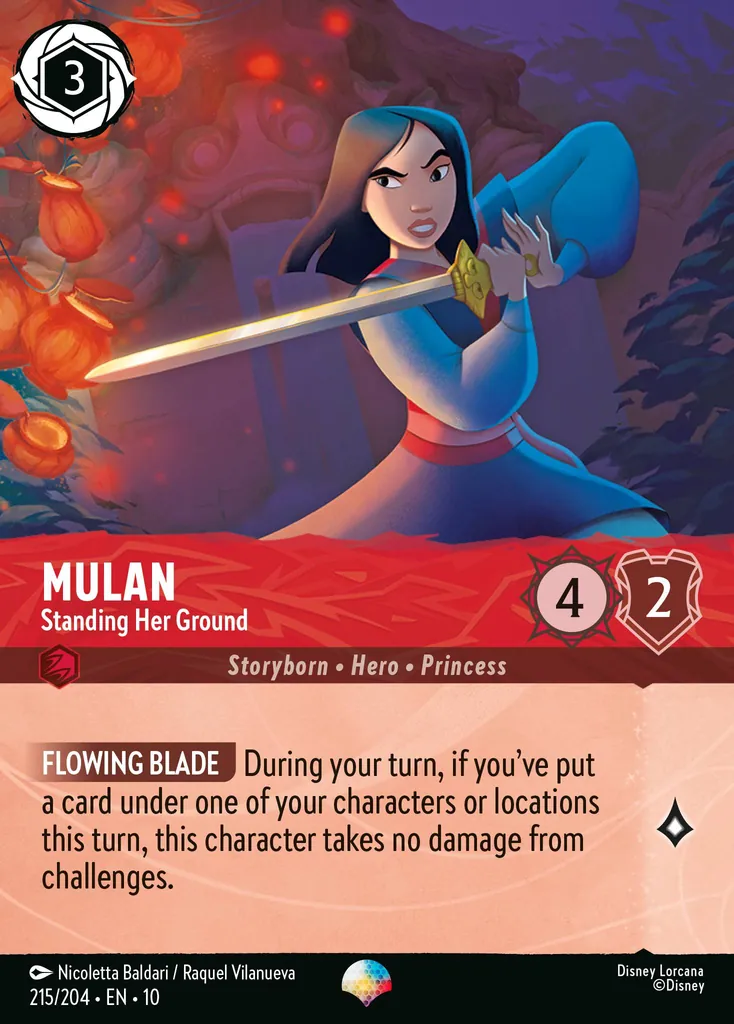 3
MULAN
Standing Her Ground
4
2
Storyborn • Hero • Princess
FLOWING BLADE During your turn, if you've put
a card under one of your characters or locations
this turn, this character takes no damage from
challenges.
Nicoletta Baldari / Raquel Vilanueva
215/204 • EN • 10
Disney Lorcana
©Disney